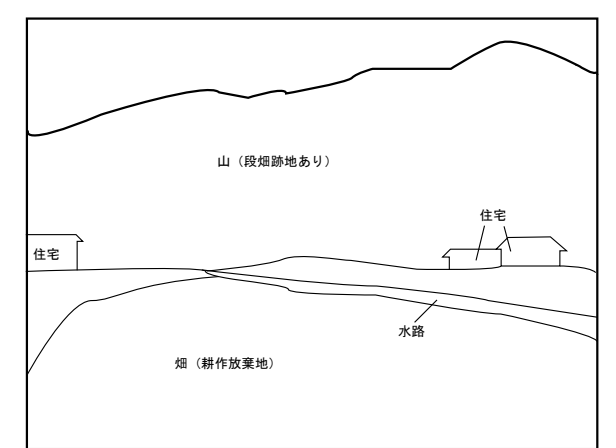 山（段畑跡地あり）
住宅
住宅
水路
畑（耕作放棄地）